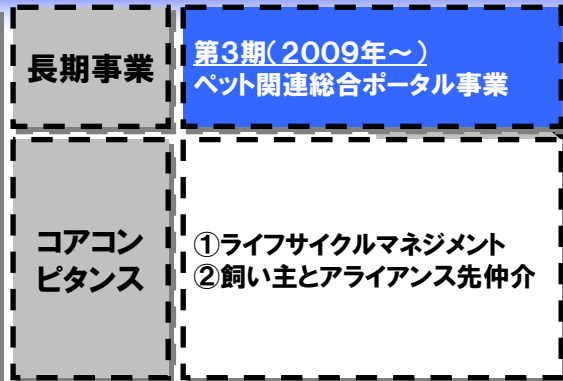 長期事業
第3期(2009年～)
ペット関連総合ポータル事業
コアコン
ピタンス
①ライフサイクルマネジメント
②飼い主とアライアンス先仲介